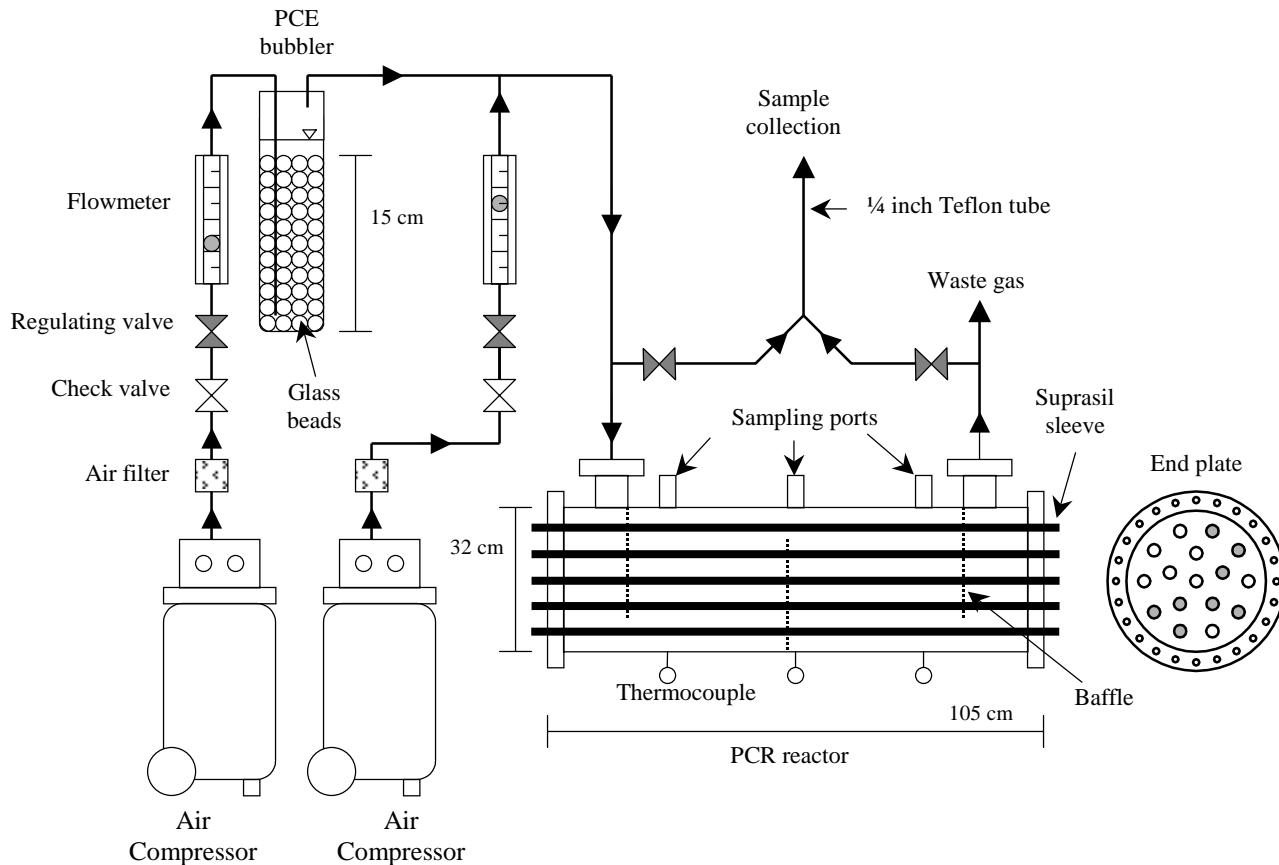 PCE
bubbler
Sample
collection
Flowmeter
15 cm
¼ inch Teflon tube
Waste gas
Regulating valve
Check valve
Glass
beads
Suprasil
sleeve
Sampling ports
Air filter
End plate
32 cm
Thermocouple
105 cm
Baffle
PCR reactor
Air
Compressor
Air
Compressor